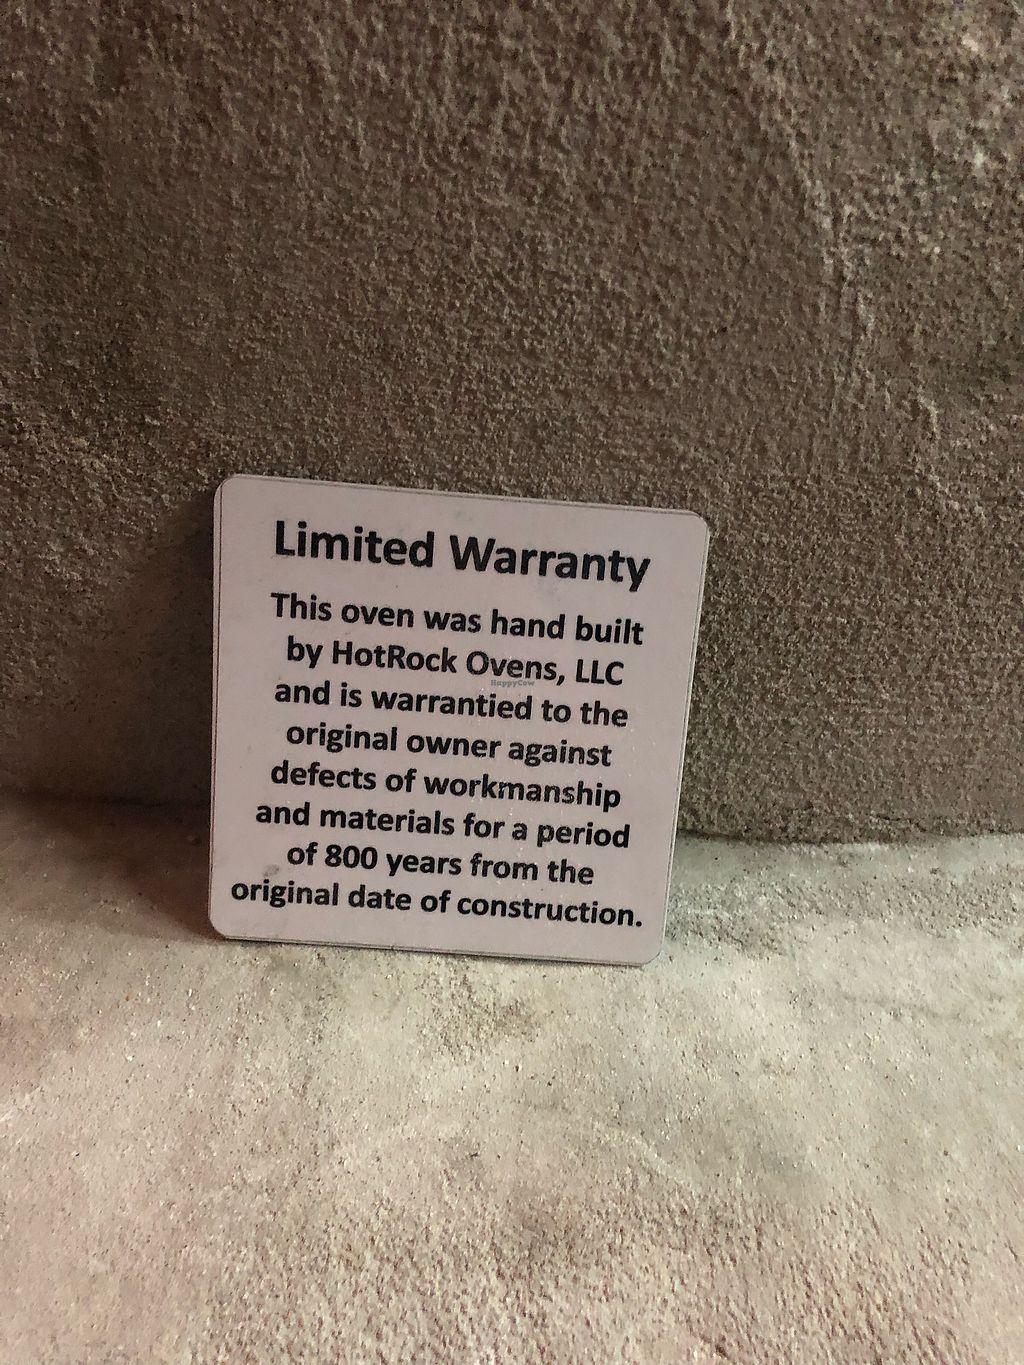 Limited Warranty
This oven was hand built
by HotRock Ovens, LLC
HappyCow
and is warrantied to the
original owner against
defects of workmanship
and materials for a period
of 800 years from the
original date of construction.